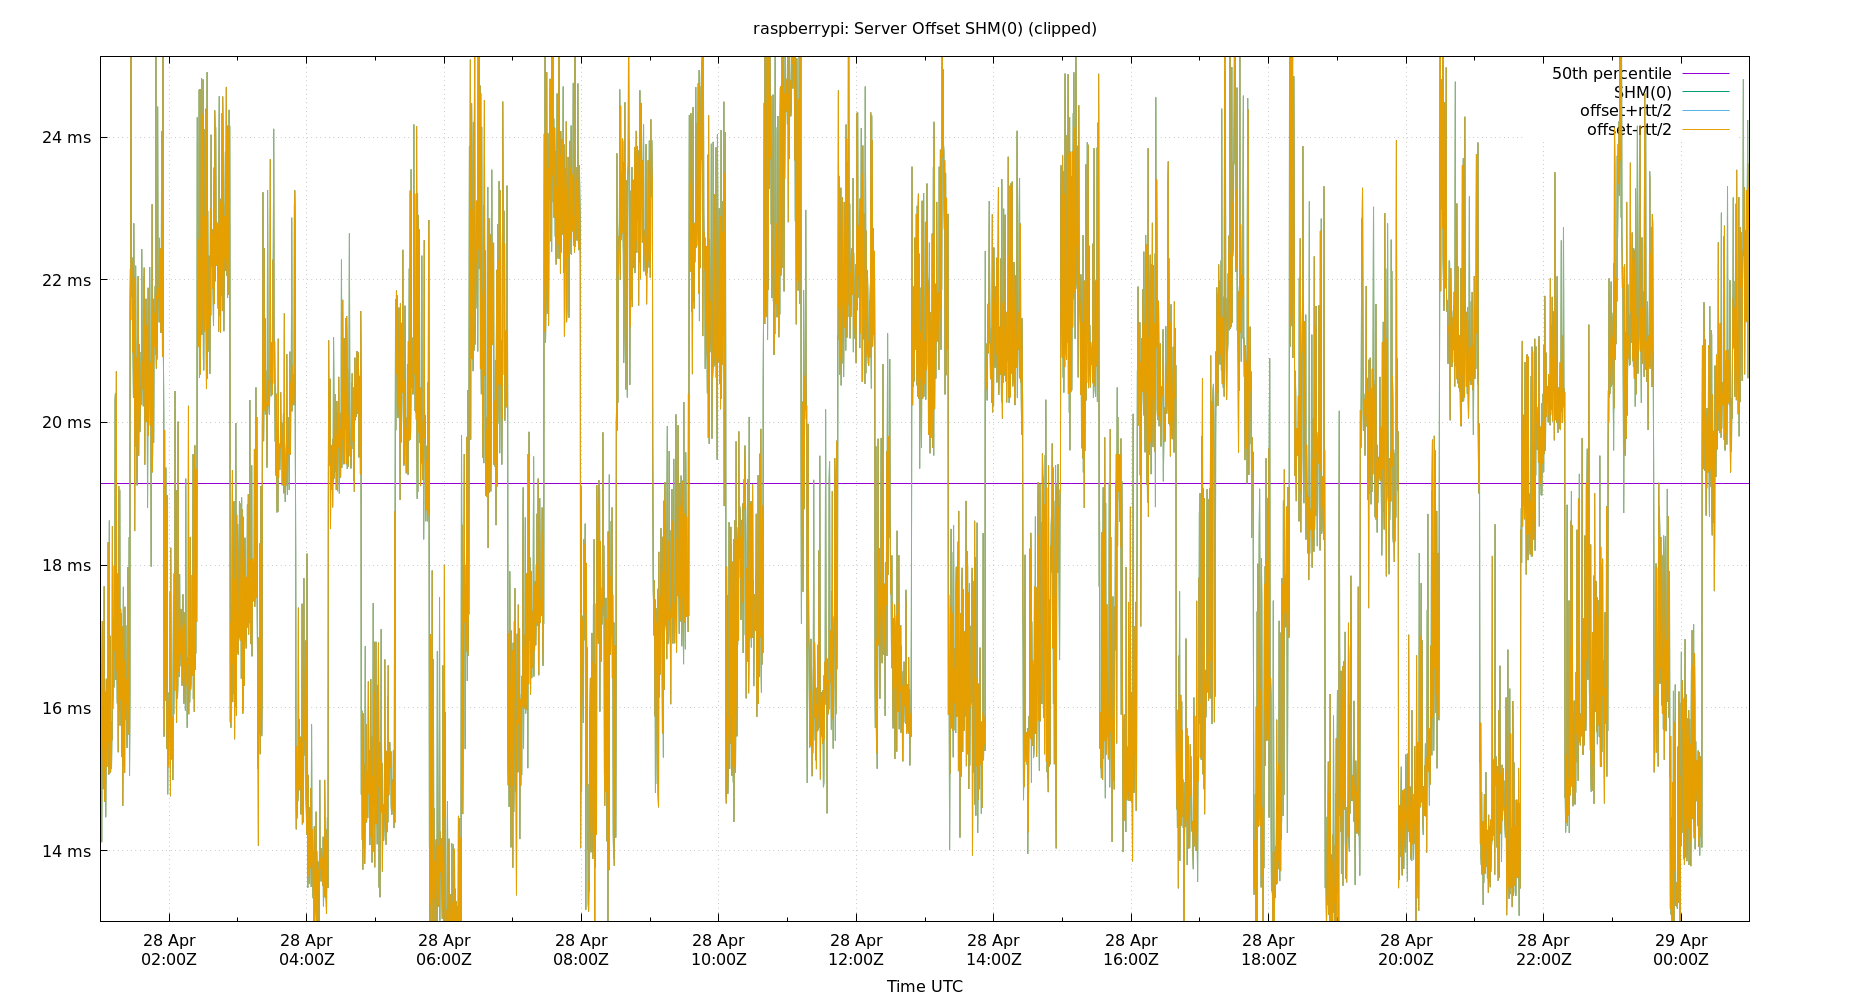 raspberrypi: Server Offset SHM(0) (clipped)
50th percentile
SHM(0)
offset+rtt/2
offset-rtt/2
24 ms
22 ms
20 ms
18 ms
16 ms
14 ms
28 Apr 28 Apr 28 Apr 28 Apr 28 Apr 28 Apr 28 Apr 28 Apr 28 Apr 28 Apr 28 Apr 29 Apr
02:00Z 04:00Z 06:00Z 08:00Z 10:00Z 12:00Z 14:00Z 16:00Z 18:00Z 20:00Z 22:00Z 00:00Z
Time UTC